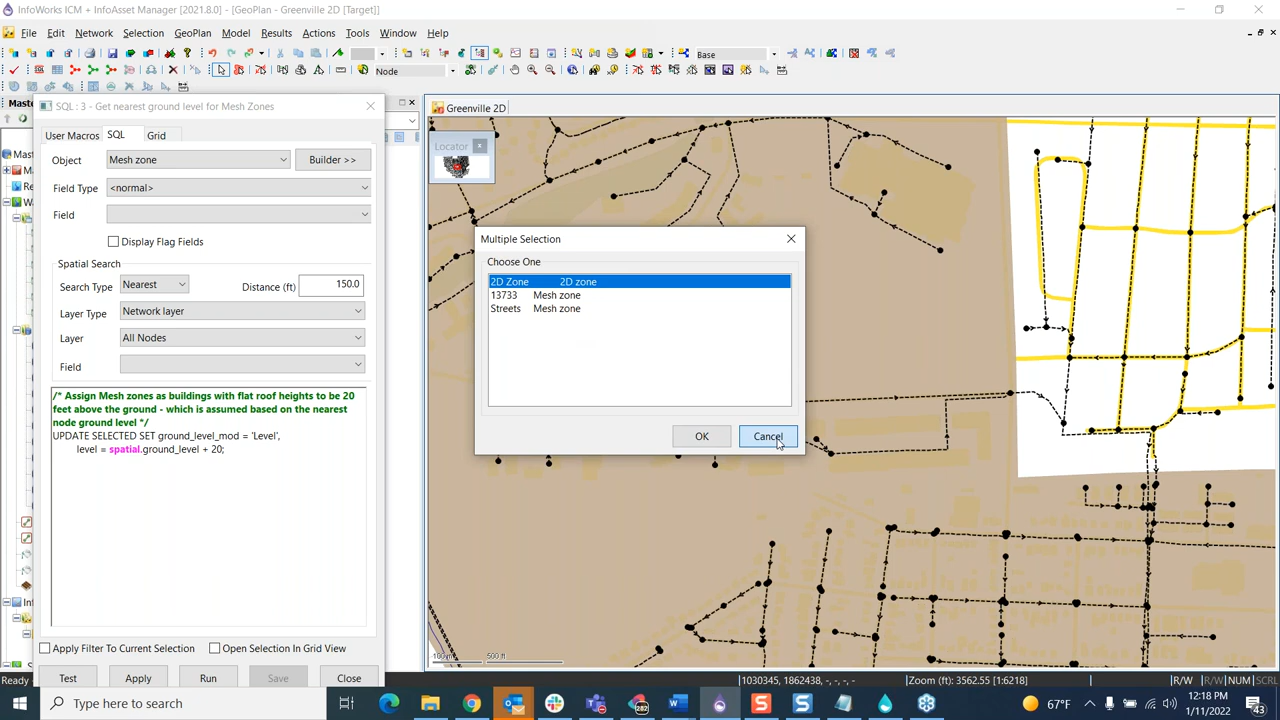 InfoWorks ICM + InfoAsset Manager [2021.8.0] - [GeoPlan - Greenville 2D [Target]]
File Edit Network Selection GeoPlan Model Results Actions Tools Window Help
Base
Node
Mast
SQL : 3 - Get nearest ground level for Mesh Zones
Greenville 2D
User Macros SQL Grid
Locator
Object Mesh zone Builder >>
Field Type <normal>
Field
Display Flag Fields
Spatial Search
Search Type Nearest Distance (ft) 150.0
Layer Type Network layer
Layer All Nodes
Field
/* Assign Mesh zones as buildings with flat roof heights to be 20
feet above the ground - which is assumed based on the nearest
node ground level */
UPDATE SELECTED SET ground_level_mod = 'Level',
level = spatial.ground_level + 20;
Multiple Selection
Choose One
2D Zone 2D zone
13733 Mesh zone
Streets Mesh zone
OK Cancel
Apply Filter To Current Selection Open Selection In Grid View
Test Apply Run Save Close
500 ft
Ready
1030345, 1862438, -, -, - Zoom (ft): 3562.55 [1:6218] R/W R/W NUM SCRL
Type here to search
282
67°F
12:18 PM
1/11/2022
43